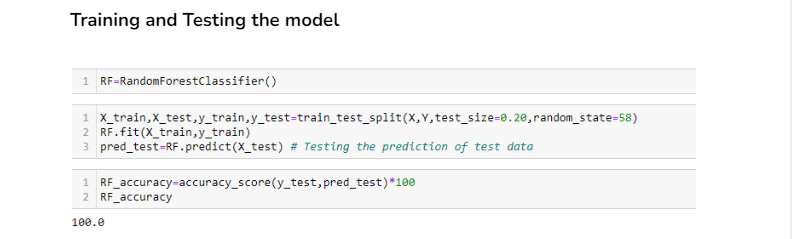 Training and Testing the model
1 RF=RandomForestClassifier()
1 X_train,X_test,y_train,y_test=train_test_split(X,Y,test_size=0.20,random_state=58)
2 RF.fit(X_train,y_train)
3 pred_test=RF.predict(X_test) # Testing the prediction of test data
1 RF_accuracy=accuracy_score(y_test,pred_test)*100
2 RF_accuracy
100.0